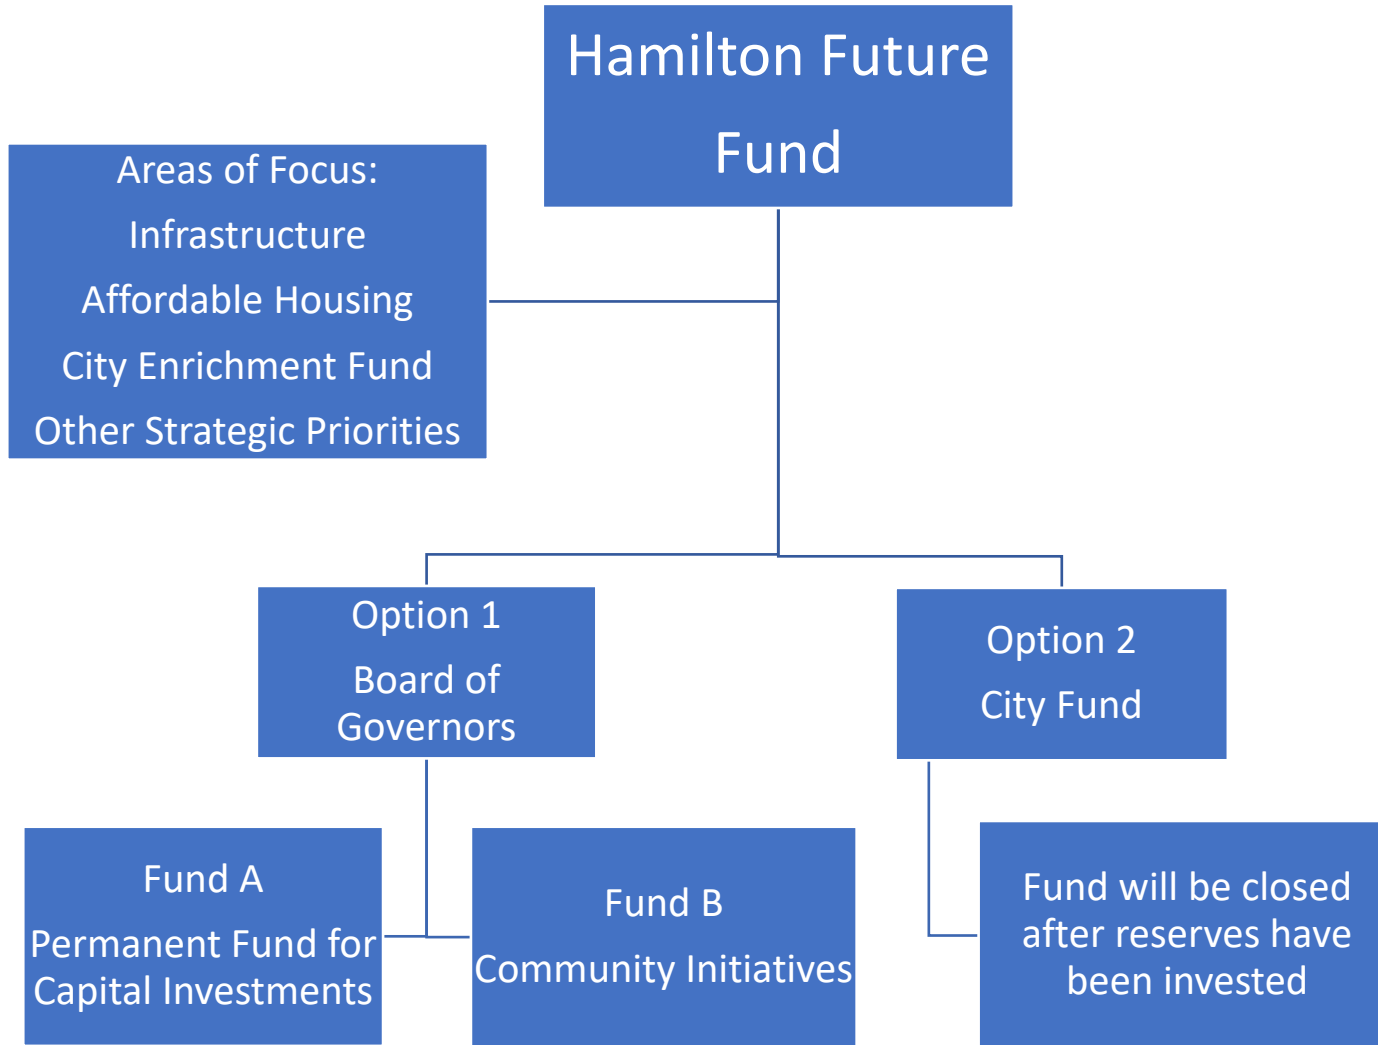 Hamilton Future
Fund
Areas of Focus:
Infrastructure
Affordable Housing
City Enrichment Fund
Other Strategic Priorities
Option 1
Board of
Governors
Option 2
City Fund
Fund A
Permanent Fund for
Capital Investments
Fund B
Community Initiatives
Fund will be closed
after reserves have
been invested